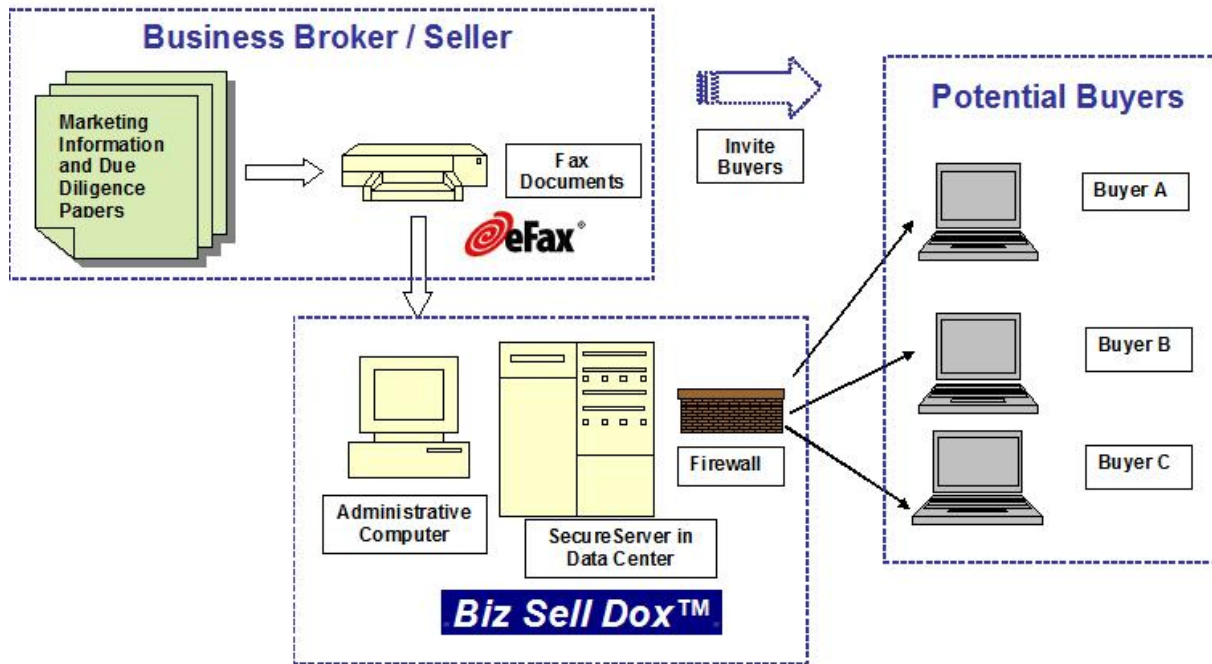 Business Broker / Seller
Marketing
Information
and Due
Diligence
Papers
Fax
Documents
eFax®
Invite
Buyers
Potential Buyers
Buyer A
Buyer B
Buyer C
Administrative
Computer
SecureServer in
Data Center
Firewall
Biz Sell Dox™